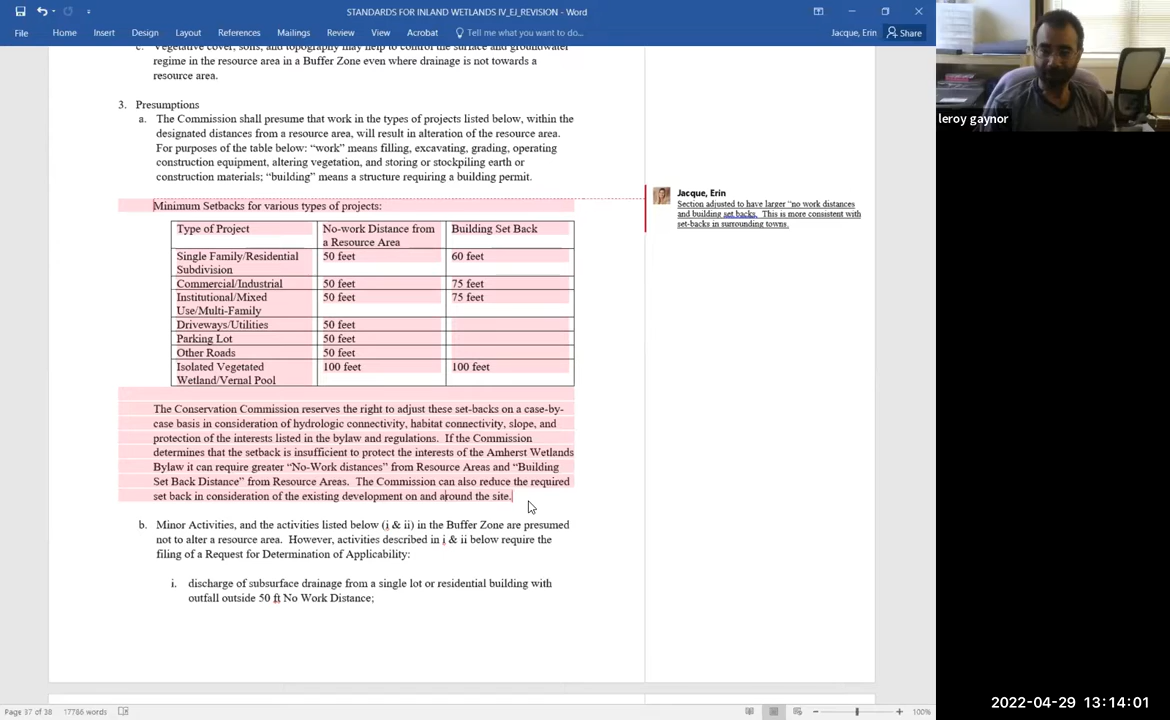 STANDARDS FOR INLAND WETLANDS IV_EJ_REVISION - Word
File Home Insert Design Layout References Mailings Review View Acrobat Tell me what you want to do... Jacque, Erin Share
c. Vegetative cover, soils, and topography may help to control the surface and groundwater
regime in the resource area in a Buffer Zone even where drainage is not towards a
resource area.
3. Presumptions
a. The Commission shall presume that work in the types of projects listed below, within the
designated distances from a resource area, will result in alteration of the resource area.
For purposes of the table below: “work” means filling, excavating, grading, operating
construction equipment, altering vegetation, and storing or stockpiling earth or
construction materials; “building” means a structure requiring a building permit.
Minimum Setbacks for various types of projects:
Type of Project No-work Distance from Building Set Back
a Resource Area
Single Family/Residential 50 feet 60 feet
Subdivision
Commercial/Industrial 50 feet 75 feet
Institutional/Mixed 50 feet 75 feet
Use/Multi-Family
Driveways/Utilities 50 feet
Parking Lot 50 feet
Other Roads 50 feet
Isolated Vegetated 100 feet 100 feet
Wetland/Vernal Pool
The Conservation Commission reserves the right to adjust these set-backs on a case-by-
case basis in consideration of hydrologic connectivity, habitat connectivity, slope, and
protection of the interests listed in the bylaw and regulations. If the Commission
determines that the setback is insufficient to protect the interests of the Amherst Wetlands
Bylaw it can require greater “No-Work distances” from Resource Areas and “Building
Set Back Distance” from Resource Areas. The Commission can also reduce the required
set back in consideration of the existing development on and around the site.
b. Minor Activities, and the activities listed below (i & ii) in the Buffer Zone are presumed
not to alter a resource area. However, activities described in i & ii below require the
filing of a Request for Determination of Applicability:
i. discharge of subsurface drainage from a single lot or residential building with
outfall outside 50 ft No Work Distance;
Jacque, Erin
Section adjusted to have larger “no work distances
and building set backs. This is more consistent with
set-backs in surrounding towns.
leroy gaynor
Page 37 of 38 17786 words 100%
2022-04-29 13:14:01